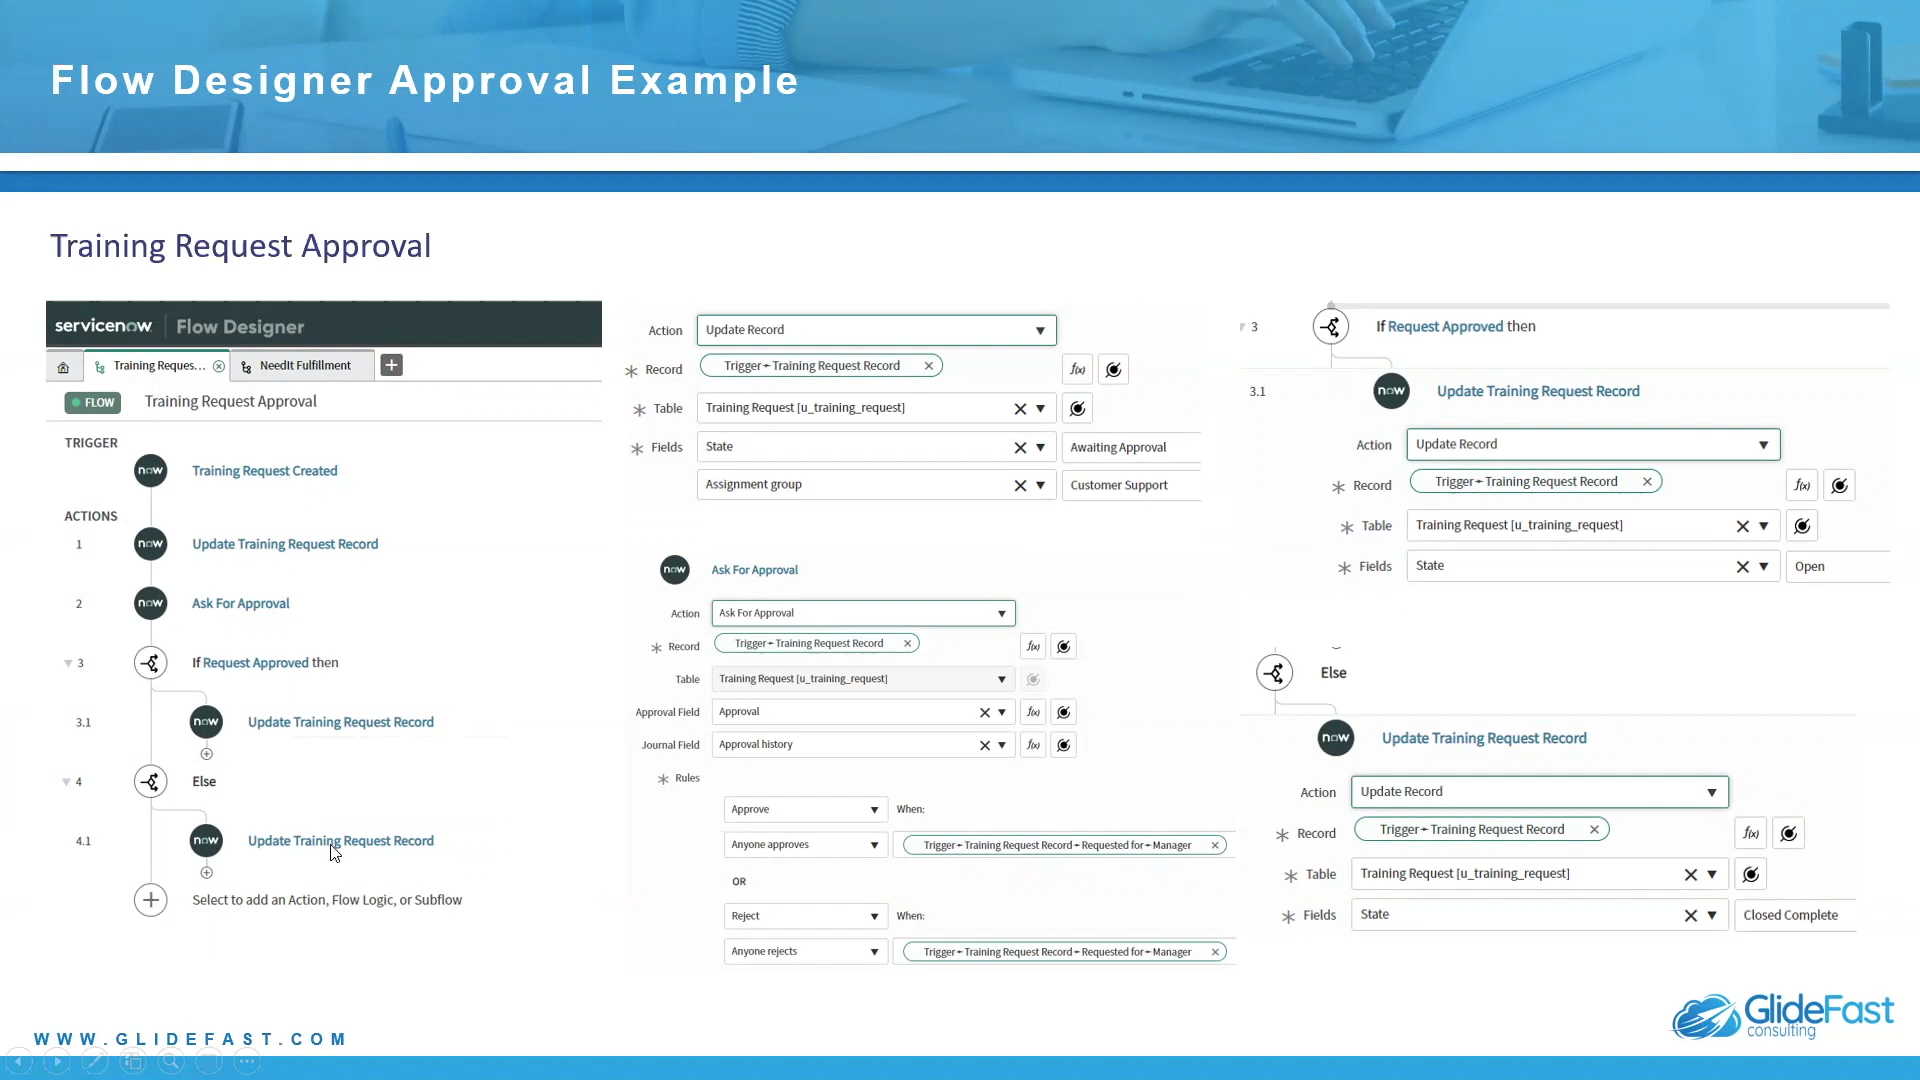 Flow Designer Approval Example
Training Request Approval
servicenow Flow Designer
Training Reques... NeedIt Fulfillment
FLOW Training Request Approval
TRIGGER
Training Request Created
ACTIONS
1 Update Training Request Record
2 Ask For Approval
3 If Request Approved then
3.1 Update Training Request Record
4 Else
4.1 Update Training Request Record
Select to add an Action, Flow Logic, or Subflow
Action Update Record
Record Trigger Training Request Record f(x)
Table Training Request [u_training_request]
Fields State Awaiting Approval
Assignment group Customer Support
now Ask For Approval
Action Ask For Approval
Record Trigger Training Request Record f(x)
Table Training Request [u_training_request]
Approval Field Approval f(x)
Journal Field Approval history f(x)
Rules
Approve When:
Anyone approves Trigger Training Request Record Requested for Manager
OR
Reject When:
Anyone rejects Trigger Training Request Record Requested for Manager
3 If Request Approved then
3.1 now Update Training Request Record
Action Update Record
Record Trigger Training Request Record f(x)
Table Training Request [u_training_request]
Fields State Open
Else
now Update Training Request Record
Action Update Record
Record Trigger Training Request Record f(x)
Table Training Request [u_training_request]
Fields State Closed Complete
WWW.GLIDEFAST.COM
GlideFast
consulting